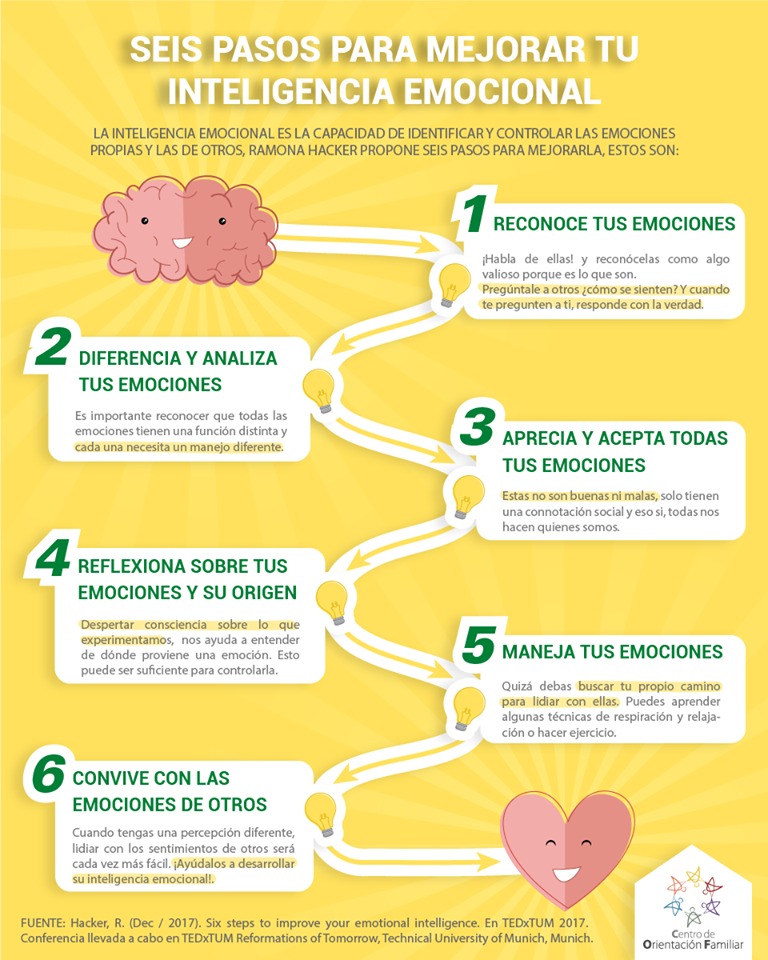 SEIS PASOS PARA MEJORAR TU
INTELIGENCIA EMOCIONAL
LA INTELIGENCIA EMOCIONAL ES LA CAPACIDAD DE IDENTIFICAR Y CONTROLAR LAS EMOCIONES
PROPIAS Y LAS DE OTROS, RAMONA HACKER PROPONE SEIS PASOS PARA MEJORARLA, ESTOS SON:
1 RECONOCE TUS EMOCIONES
¡Habla de ellas! y reconócelas como algo
valioso porque es lo que son.
Pregúntale a otros ¿cómo se sienten? Y cuando
te pregunten a ti, responde con la verdad.
2 DIFERENCIA Y ANALIZA
TUS EMOCIONES
Es importante reconocer que todas las
emociones tienen una función distinta y
cada una necesita un manejo diferente.
3 APRECIA Y ACEPTA TODAS
TUS EMOCIONES
Estas no son buenas ni malas, solo tienen
una connotación social y eso si, todas nos
hacen quienes somos.
4 REFLEXIONA SOBRE TUS
EMOCIONES Y SU ORIGEN
Despertar consciencia sobre lo que
experimentamos, nos ayuda a entender
de dónde proviene una emoción. Esto
puede ser suficiente para controlarla.
5 MANEJA TUS EMOCIONES
Quizá debas buscar tu propio camino
para lidiar con ellas. Puedes aprender
algunas técnicas de respiración y relaja-
ción o hacer ejercicio.
6 CONVIVE CON LAS
EMOCIONES DE OTROS
Cuando tengas una percepción diferente,
lidiar con los sentimientos de otros será
cada vez más fácil. ¡Ayúdalos a desarrollar
su inteligencia emocional!.
FUENTE: Hacker, R. (Dec / 2017). Six steps to improve your emotional intelligence. En TEDxTUM 2017.
Conferencia llevada a cabo en TEDxTUM Reformations of Tomorrow, Technical University of Munich, Munich.
Centro de
Orientación Familiar